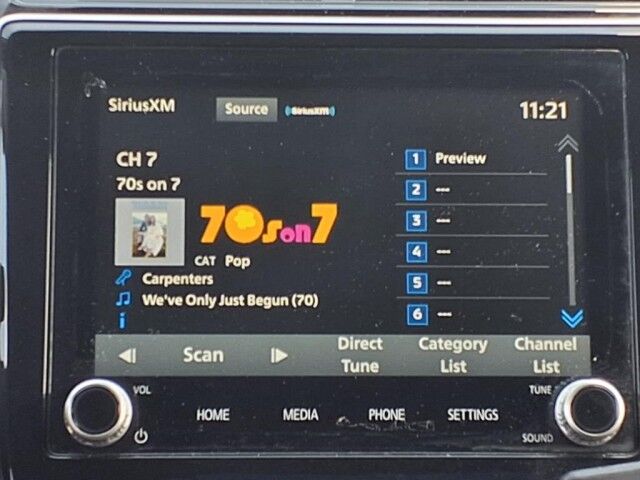 SiriusXM
Source
SiriusXM
11:21
CH 7
70s on 7
70s on 7
CAT Pop
Carpenters
We've Only Just Begun (70)
1 Preview
2 ---
3 ---
4 ---
5 ---
6 ---
Scan
Direct Tune
Category List
Channel List
VOL
TUNE
HOME
MEDIA
PHONE
SETTINGS
SOUND